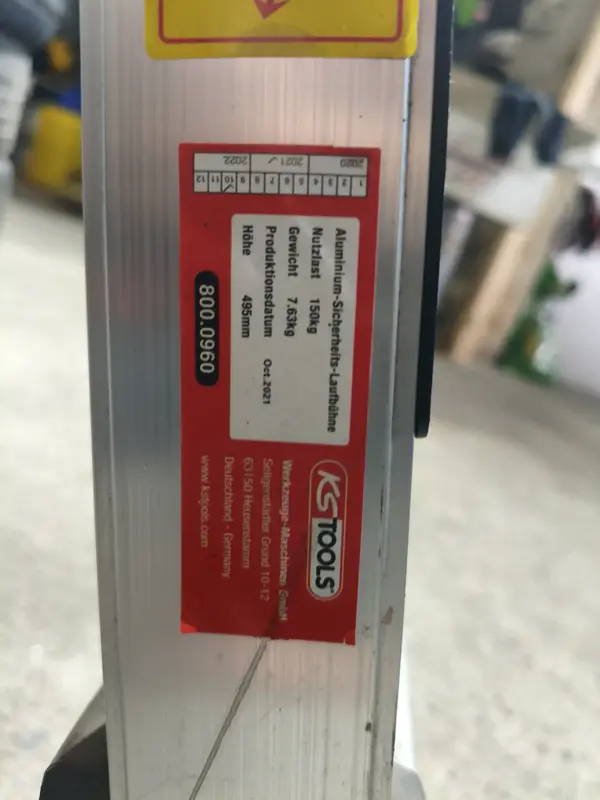 2020 2021 ✓ 2022
1 2 3 4 5 6 7 8 9 10 ✓ 11 12
Aluminium-Sicherheits-Laufbühne
Nutzlast 150kg
Gewicht 7,63kg
Produktionsdatum Oct.2021
Höhe 495mm
800.0960
KS TOOLS®
Werkzeuge-Maschinen GmbH
Seligenstädter Grund 10-12
63150 Heusenstamm
Deutschland - Germany
www.kstools.com